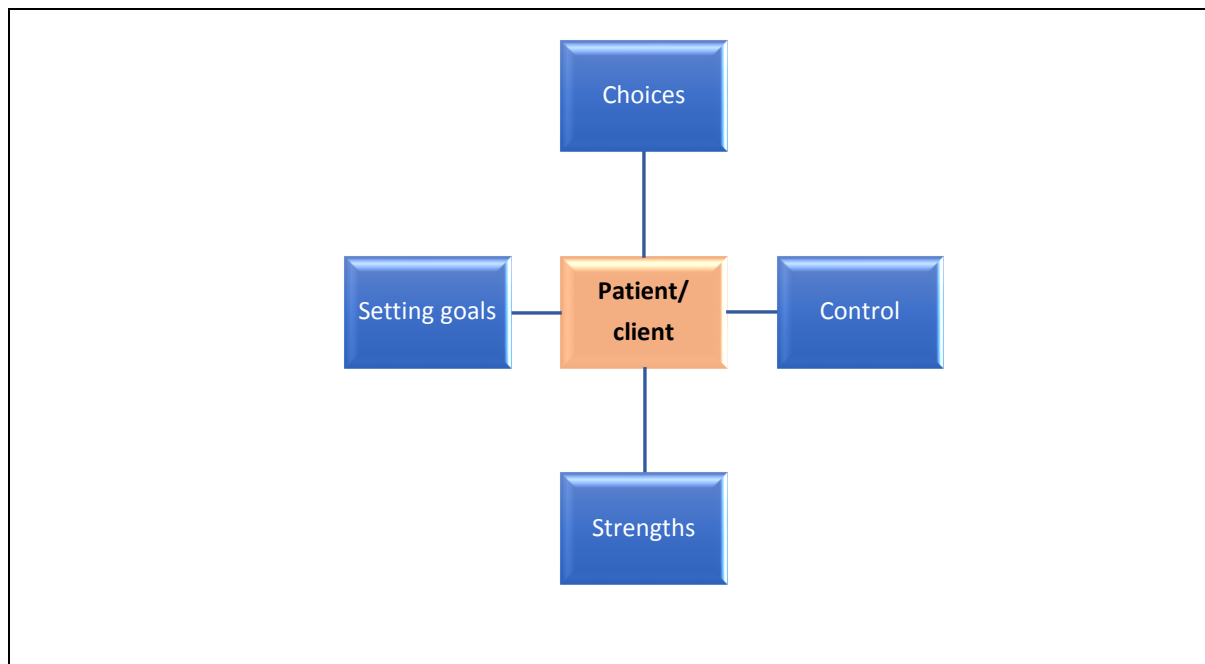 Choices
Setting goals
Patient/
client
Control
Strengths